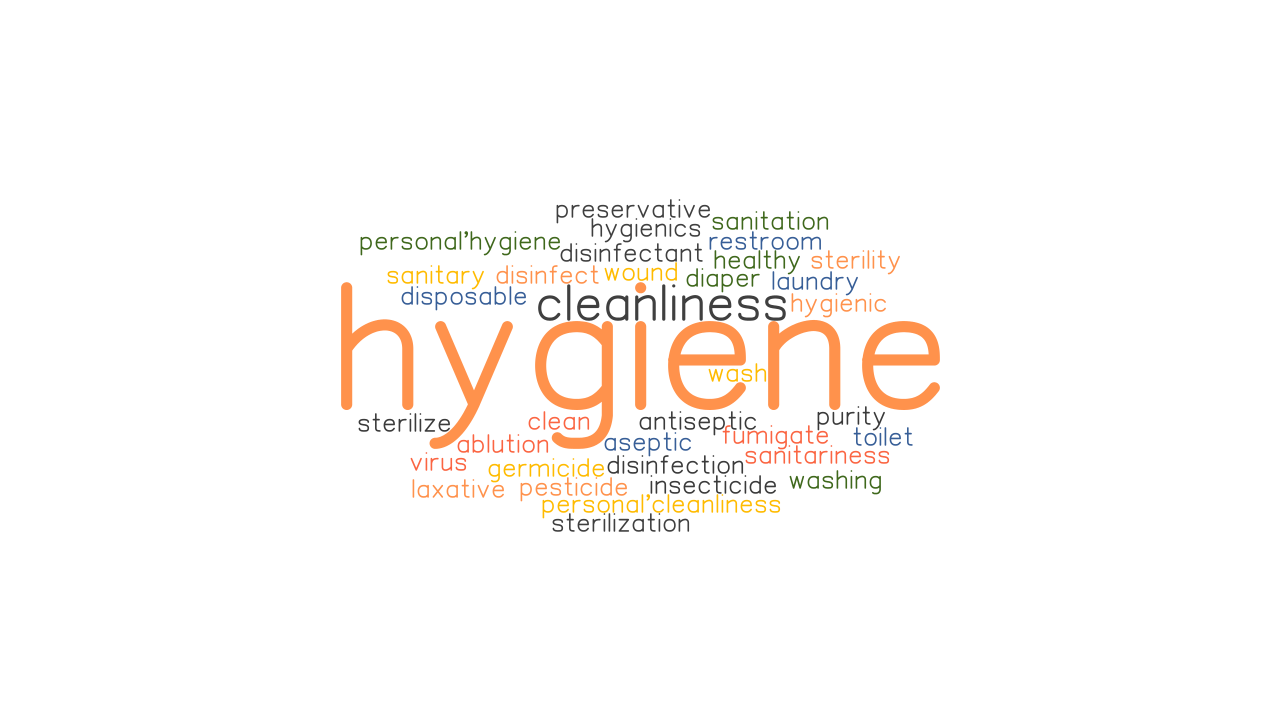 preservative
hygienics
sanitation
personal'hygiene
disinfectant
restroom
healthy
sterility
sanitary
disinfect
wound
diaper
laundry
disposable
cleanliness
hygienic
hygiene
wash
sterilize
clean
antiseptic
purity
ablution
aseptic
fumigate
toilet
virus
germicide
disinfection
sanitariness
laxative
pesticide
insecticide
washing
personal'cleanliness
sterilization